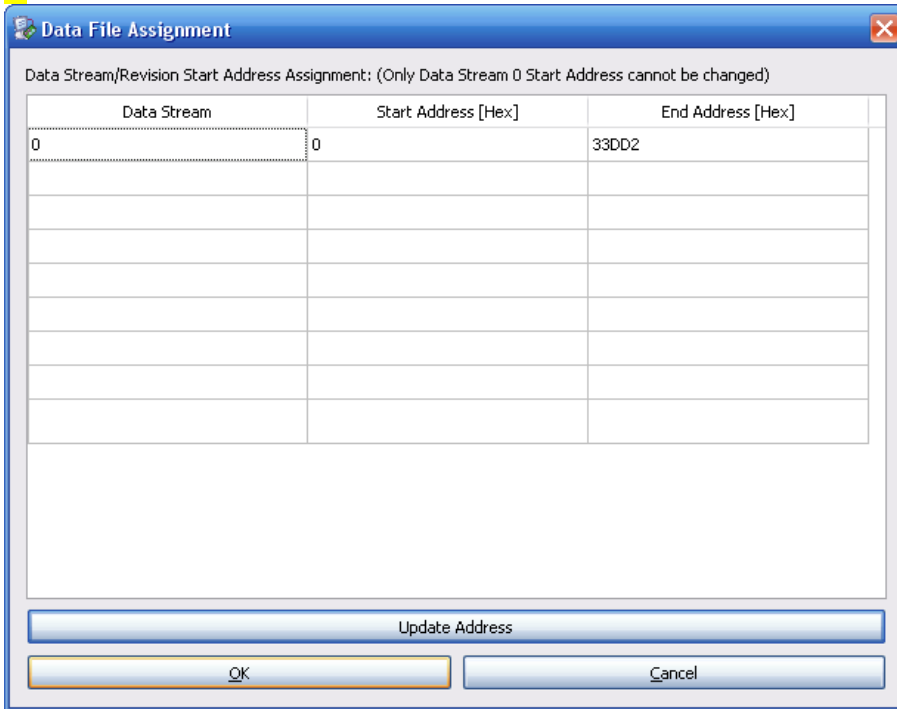 Data File Assignment
Data Stream/Revision Start Address Assignment: (Only Data Stream 0 Start Address cannot be changed)
Data Stream Start Address [Hex] End Address [Hex]
0 0 33DD2
Update Address
OK Cancel